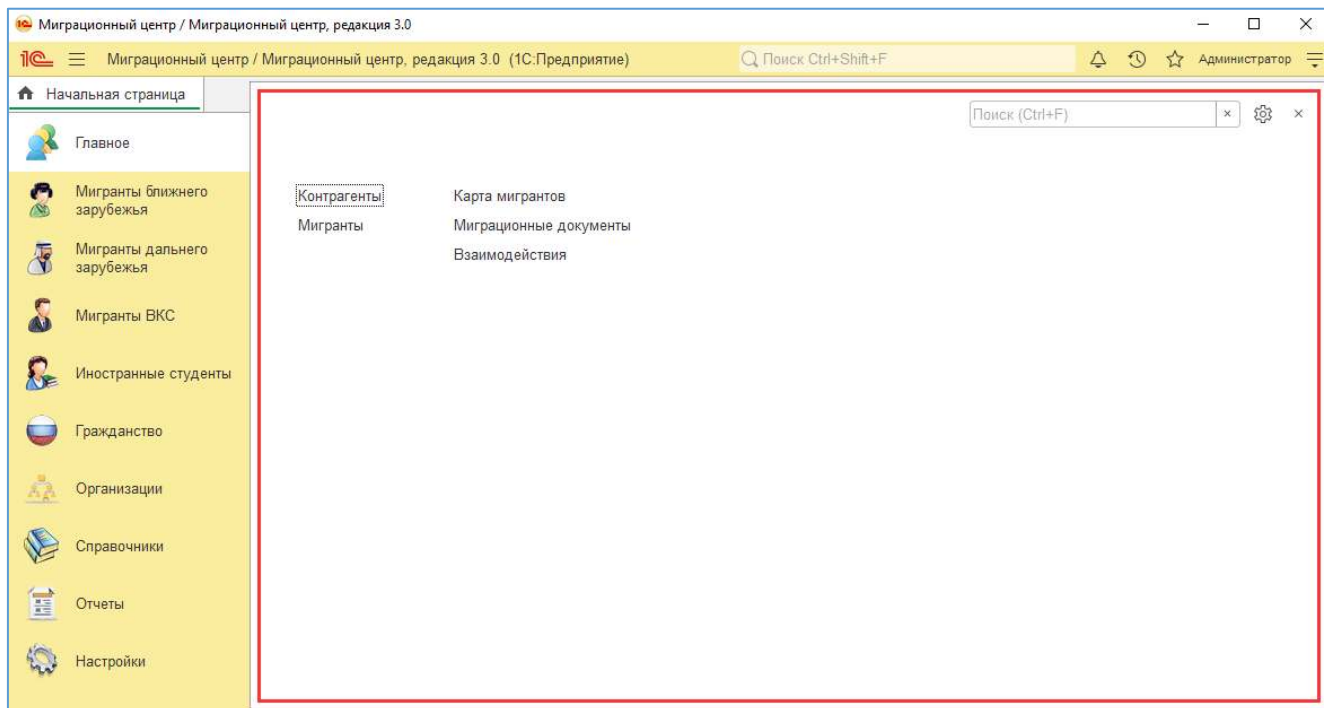 Миграционный центр / Миграционный центр, редакция 3.0
Миграционный центр / Миграционный центр, редакция 3.0 (1С:Предприятие)
Поиск Ctrl+Shift+F
Администратор
Начальная страница
Поиск (Ctrl+F)
Главное
Мигранты ближнего
зарубежья
Мигранты дальнего
зарубежья
Мигранты ВКС
Иностранные студенты
Гражданство
Организации
Справочники
Отчеты
Настройки
Контрагенты
Мигранты
Карта мигрантов
Миграционные документы
Взаимодействия